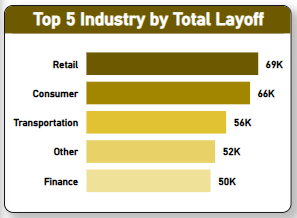 Top 5 Industry by Total Layoff
Retail 69K
Consumer 66K
Transportation 56K
Other 52K
Finance 50K